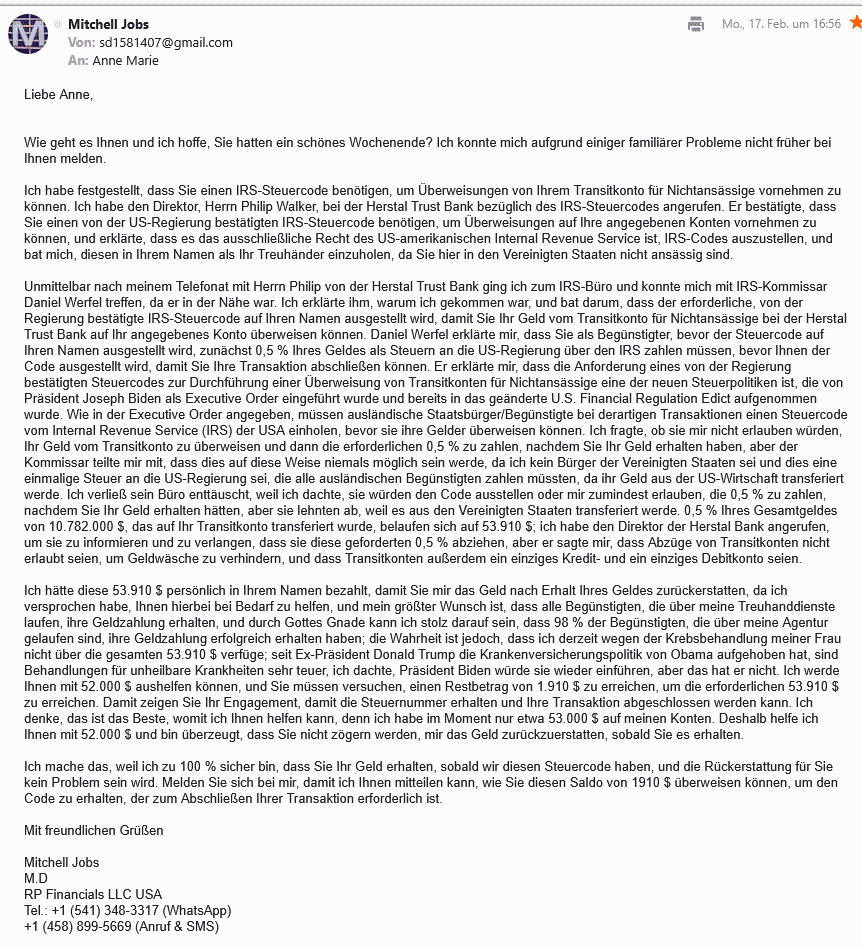 Mitchell Jobs
Mo., 17. Feb. um 16:56
Von: sd1581407@gmail.com
An: Anne Marie
Liebe Anne,
Wie geht es Ihnen und ich hoffe, Sie hatten ein schönes Wochenende? Ich konnte mich aufgrund einiger familiärer Probleme nicht früher bei
Ihnen melden.
Ich habe festgestellt, dass Sie einen IRS-Steuercode benötigen, um Überweisungen von Ihrem Transitkonto für Nichtansässige vornehmen zu
können. Ich habe den Direktor, Herrn Philip Walker, bei der Herstal Trust Bank bezüglich des IRS-Steuercodes angerufen. Er bestätigte, dass
Sie einen von der US-Regierung bestätigten IRS-Steuercode benötigen, um Überweisungen auf Ihre angegebenen Konten vornehmen zu
können, und erklärte, dass es das ausschließliche Recht des US-amerikanischen Internal Revenue Service ist, IRS-Codes auszustellen, und
bat mich, diesen in Ihrem Namen als Ihr Treuhänder einzuholen, da Sie hier in den Vereinigten Staaten nicht ansässig sind.
Unmittelbar nach meinem Telefonat mit Herrn Philip von der Herstal Trust Bank ging ich zum IRS-Büro und konnte mich mit IRS-Kommissar
Daniel Werfel treffen, da er in der Nähe war. Ich erklärte ihm, warum ich gekommen war, und bat darum, dass der erforderliche, von der
Regierung bestätigte IRS-Steuercode auf Ihren Namen ausgestellt wird, damit Sie Ihr Geld vom Transitkonto für Nichtansässige bei der Herstal
Trust Bank auf Ihr angegebenes Konto überweisen können. Daniel Werfel erklärte mir, dass Sie als Begünstigter, bevor der Steuercode auf
Ihren Namen ausgestellt wird, zunächst 0,5 % Ihres Geldes als Steuern an die US-Regierung über den IRS zahlen müssen, bevor Ihnen der
Code ausgestellt wird, damit Sie Ihre Transaktion abschließen können. Er erklärte mir, dass die Anforderung eines von der Regierung
bestätigten Steuercodes zur Durchführung einer Überweisung von Transitkonten für Nichtansässige eine der neuen Steuerpolitiken ist, die von
Präsident Joseph Biden als Executive Order eingeführt wurde und bereits in das geänderte U.S. Financial Regulation Edict aufgenommen
wurde. Wie in der Executive Order angegeben, müssen ausländische Staatsbürger/Begünstigte bei derartigen Transaktionen einen Steuercode
vom Internal Revenue Service (IRS) der USA einholen, bevor sie ihre Gelder überweisen können. Ich fragte, ob sie mir nicht erlauben würden,
Ihr Geld vom Transitkonto zu überweisen und dann die erforderlichen 0,5 % zu zahlen, nachdem Sie Ihr Geld erhalten haben, aber der
Kommissar teilte mir mit, dass dies auf diese Weise niemals möglich sein werde, da ich kein Bürger der Vereinigten Staaten sei und dies eine
einmalige Steuer an die US-Regierung sei, die alle ausländischen Begünstigten zahlen müssten, da ihr Geld aus der US-Wirtschaft transferiert
werde. Ich verließ sein Büro enttäuscht, weil ich dachte, sie würden den Code ausstellen oder mir zumindest erlauben, die 0,5 % zu zahlen,
nachdem Sie Ihr Geld erhalten hätten, aber sie lehnten ab, weil es aus den Vereinigten Staaten transferiert werde. 0,5 % Ihres Gesamtgeldes
von 10.782.000 $, das auf Ihr Transitkonto transferiert wurde, belaufen sich auf 53.910 $; ich habe den Direktor der Herstal Bank angerufen,
um sie zu informieren und zu verlangen, dass sie diese geforderten 0,5 % abziehen, aber er sagte mir, dass Abzüge von Transitkonten nicht
erlaubt seien, um Geldwäsche zu verhindern, und dass Transitkonten außerdem ein einziges Kredit- und ein einziges Debitkonto seien.
Ich hätte diese 53.910 $ persönlich in Ihrem Namen bezahlt, damit Sie mir das Geld nach Erhalt Ihres Geldes zurückerstatten, da ich
versprochen habe, Ihnen hierbei bei Bedarf zu helfen, und mein größter Wunsch ist, dass alle Begünstigten, die über meine Treuhanddienste
laufen, ihre Geldzahlung erhalten, und durch Gottes Gnade kann ich stolz darauf sein, dass 98 % der Begünstigten, die über meine Agentur
gelaufen sind, ihre Geldzahlung erfolgreich erhalten haben; die Wahrheit ist jedoch, dass ich derzeit wegen der Krebsbehandlung meiner Frau
nicht über die gesamten 53.910 $ verfüge; seit Ex-Präsident Donald Trump die Krankenversicherungspolitik von Obama aufgehoben hat, sind
Behandlungen für unheilbare Krankheiten sehr teuer, ich dachte, Präsident Biden würde sie wieder einführen, aber das hat er nicht. Ich werde
Ihnen mit 52.000 $ aushelfen können, und Sie müssen versuchen, einen Restbetrag von 1.910 $ zu erreichen, um die erforderlichen 53.910 $
zu erreichen. Damit zeigen Sie Ihr Engagement, damit die Steuernummer erhalten und Ihre Transaktion abgeschlossen werden kann. Ich
denke, das ist das Beste, womit ich Ihnen helfen kann, denn ich habe im Moment nur etwa 53.000 $ auf meinen Konten. Deshalb helfe ich
Ihnen mit 52.000 $ und bin überzeugt, dass Sie nicht zögern werden, mir das Geld zurückzuerstatten, sobald Sie es erhalten.
Ich mache das, weil ich zu 100 % sicher bin, dass Sie Ihr Geld erhalten, sobald wir diesen Steuercode haben, und die Rückerstattung für Sie
kein Problem sein wird. Melden Sie sich bei mir, damit ich Ihnen mitteilen kann, wie Sie diesen Saldo von 1910 $ überweisen können, um den
Code zu erhalten, der zum Abschließen Ihrer Transaktion erforderlich ist.
Mit freundlichen Grüßen
Mitchell Jobs
M.D
RP Financials LLC USA
Tel.: +1 (541) 348-3317 (WhatsApp)
+1 (458) 899-5669 (Anruf & SMS)